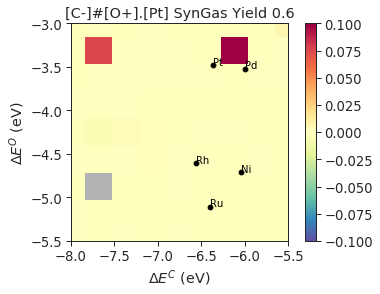 [C-]#[O+].[Pt] SynGas Yield 0.6
−3.0
−3.5
−4.0
−4.5
−5.0
−5.5
ΔE^O (eV)
Pt
Pd
Rh
Ni
Ru
−8.0 −7.5 −7.0 −6.5 −6.0 −5.5
ΔE^C (eV)
0.100
0.075
0.050
0.025
0.000
−0.025
−0.050
−0.075
−0.100